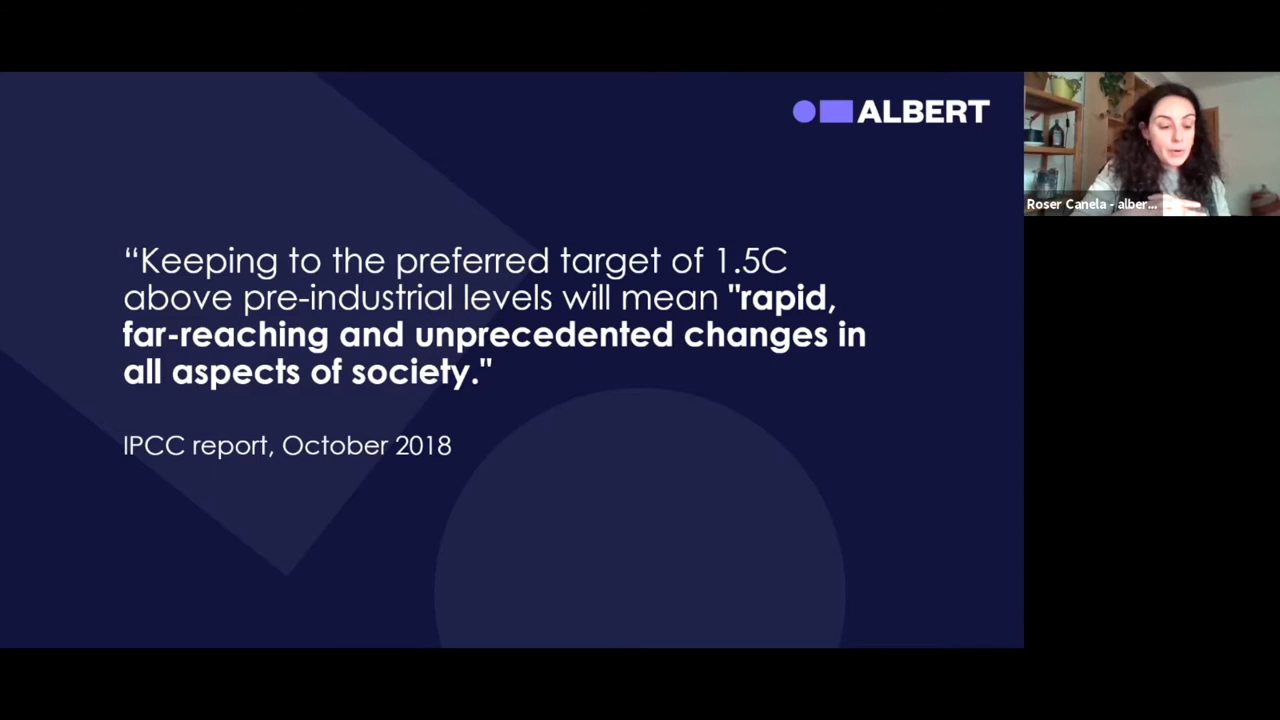 ALBERT
“Keeping to the preferred target of 1.5C
above pre-industrial levels will mean "rapid,
far-reaching and unprecedented changes in
all aspects of society."
IPCC report, October 2018
Roser Canela - alber...